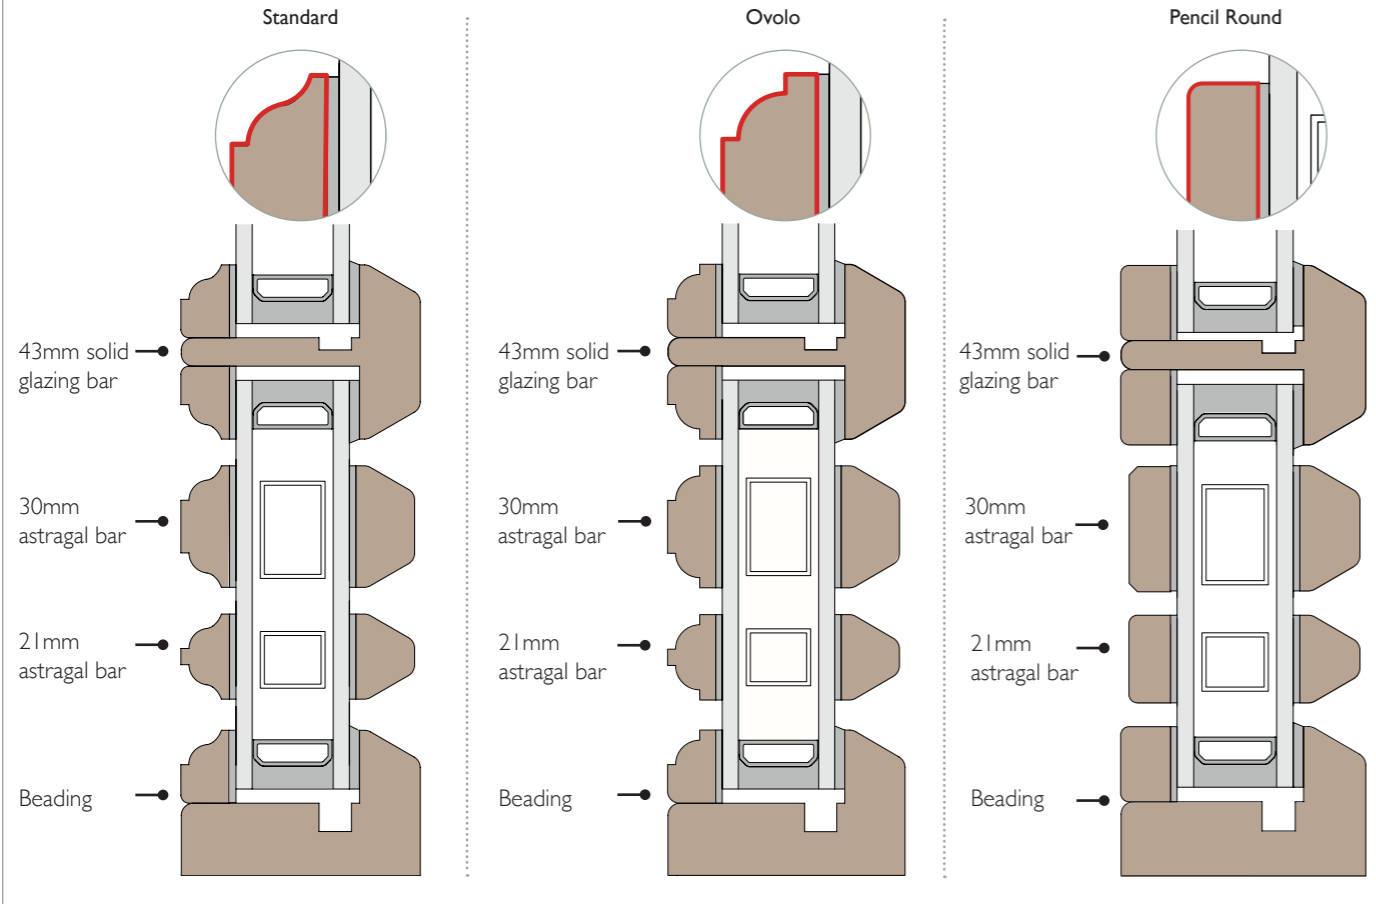 Standard
43mm solid
glazing bar
30mm
astragal bar
21mm
astragal bar
Beading
Ovolo
43mm solid
glazing bar
30mm
astragal bar
21mm
astragal bar
Beading
Pencil Round
43mm solid
glazing bar
30mm
astragal bar
21mm
astragal bar
Beading